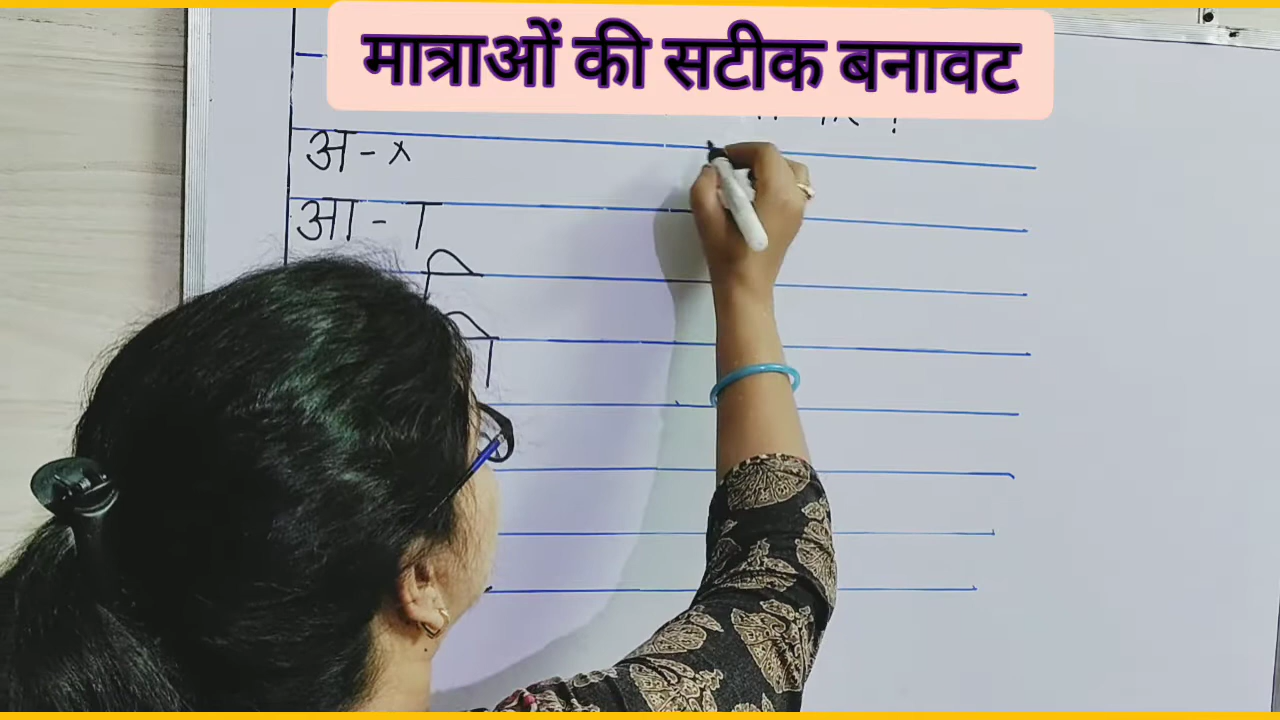 मात्राओं की सटीक बनावट
अ - ×
आ - ा
ि
ी